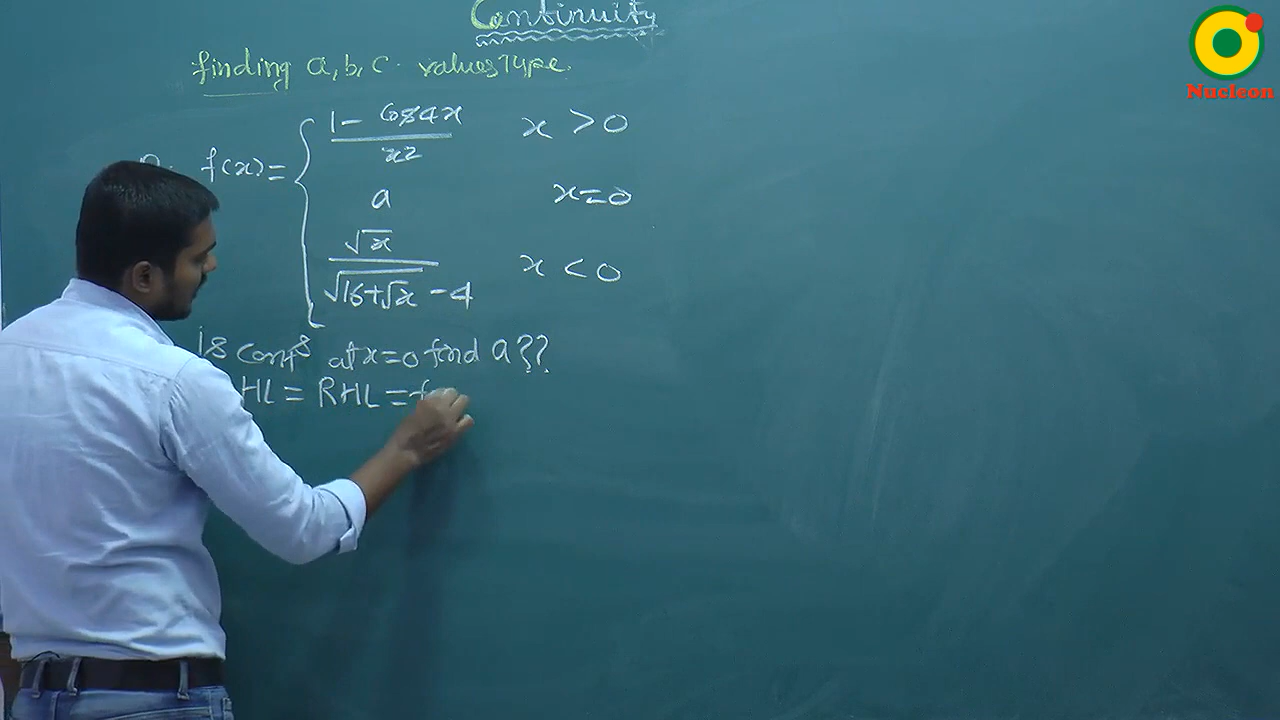 Continuity
Nucleon
finding a, b, c. values Type.
f(x) = { 1 - Cos4x / x2 x > 0
a x = 0
√x / √16+√x - 4 x < 0
is cont⁸ at x=0 find a??
HL = RHL = f